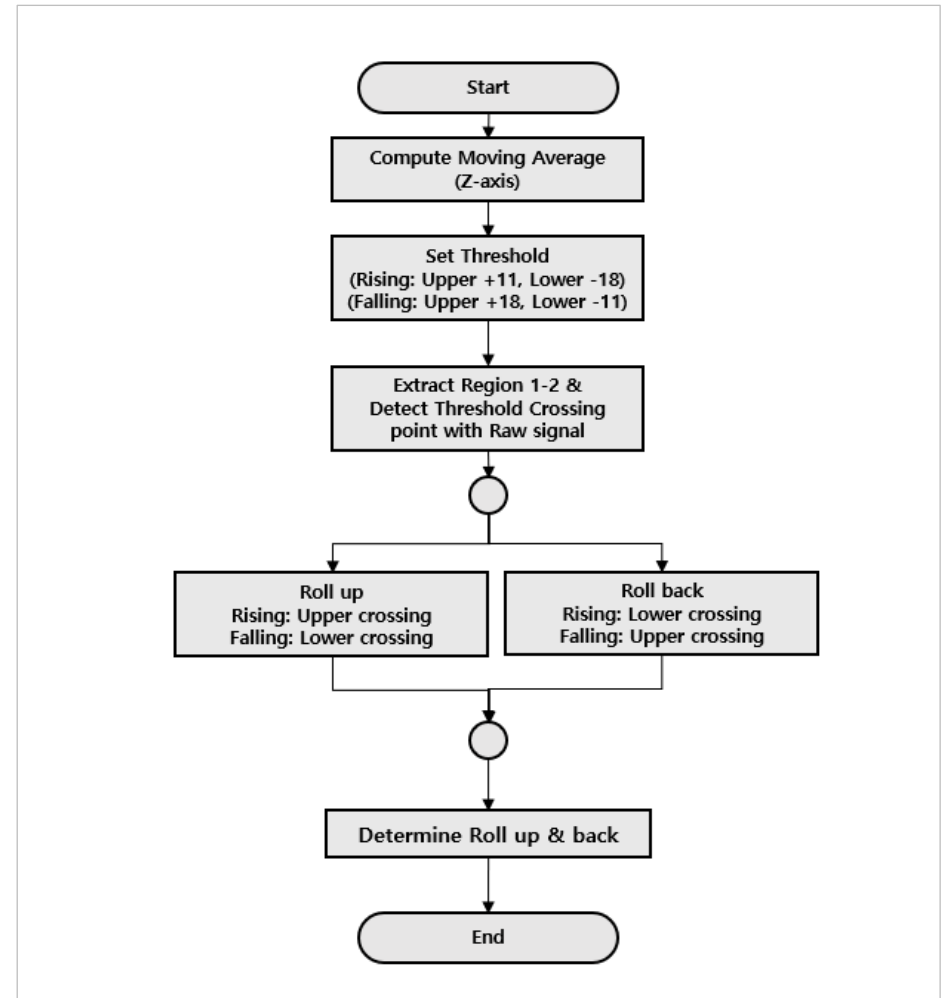 Start
Compute Moving Average
(Z-axis)
Set Threshold
(Rising: Upper +11, Lower -18)
(Falling: Upper +18, Lower -11)
Extract Region 1-2 &
Detect Threshold Crossing
point with Raw signal
Roll up
Rising: Upper crossing
Falling: Lower crossing
Roll back
Rising: Lower crossing
Falling: Upper crossing
Determine Roll up & back
End